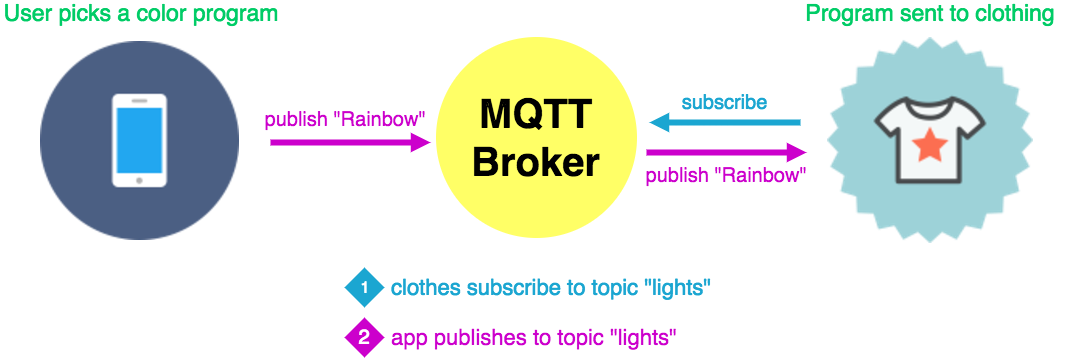 User picks a color program
Program sent to clothing
publish "Rainbow"
MQTT
Broker
subscribe
publish "Rainbow"
1 clothes subscribe to topic "lights"
2 app publishes to topic "lights"